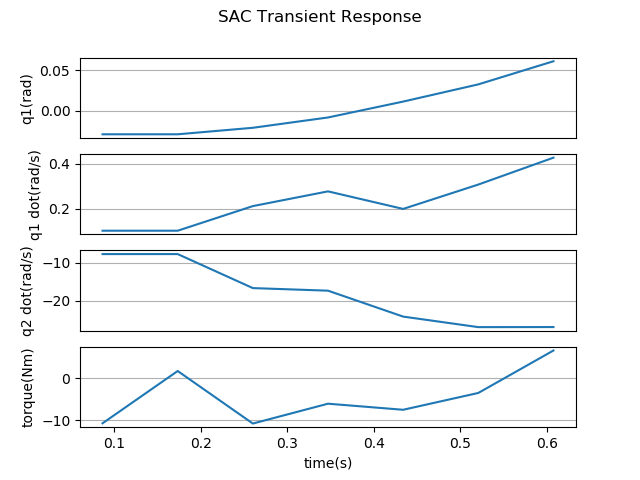 SAC Transient Response
q1(rad)
0.05
0.00
q1 dot(rad/s)
0.4
0.2
q2 dot(rad/s)
−10
−20
torque(Nm)
0
−10
0.1 0.2 0.3 0.4 0.5 0.6
time(s)